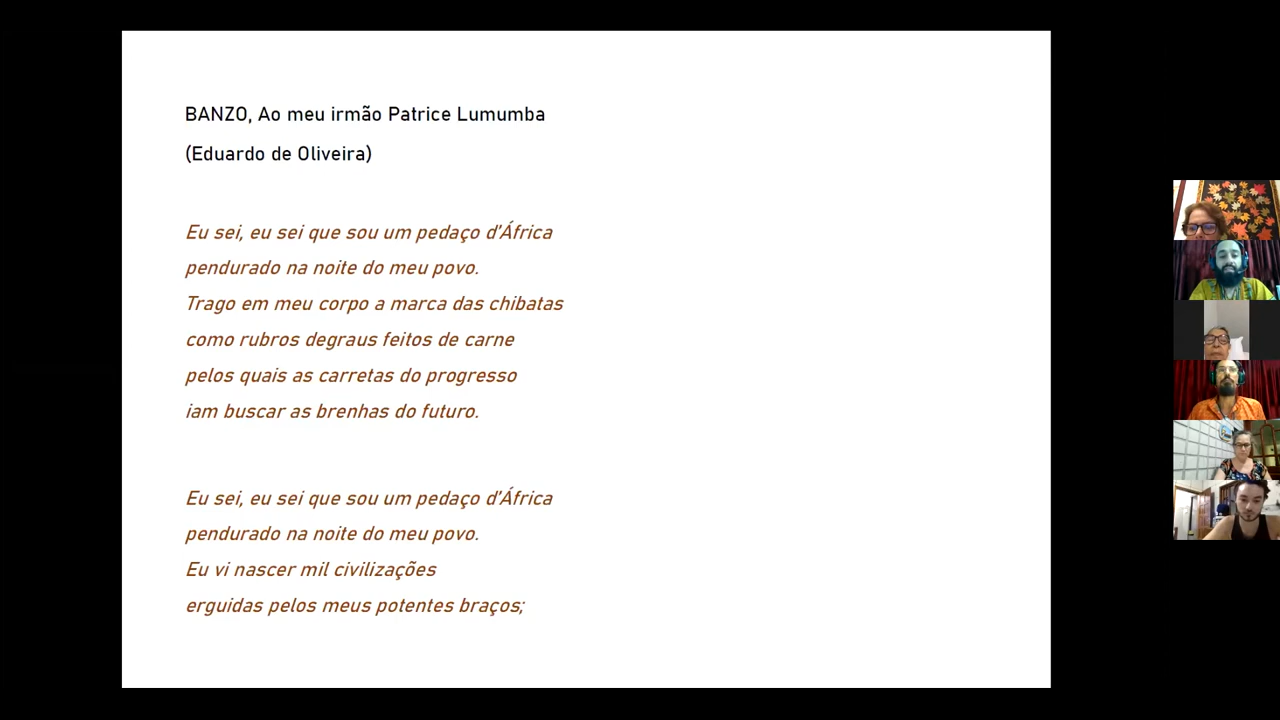 BANZO, Ao meu irmão Patrice Lumumba
(Eduardo de Oliveira)
Eu sei, eu sei que sou um pedaço d'África
pendurado na noite do meu povo.
Trago em meu corpo a marca das chibatas
como rubros degraus feitos de carne
pelos quais as carretas do progresso
iam buscar as brenhas do futuro.
Eu sei, eu sei que sou um pedaço d'África
pendurado na noite do meu povo.
Eu vi nascer mil civilizações
erguidas pelos meus potentes braços;